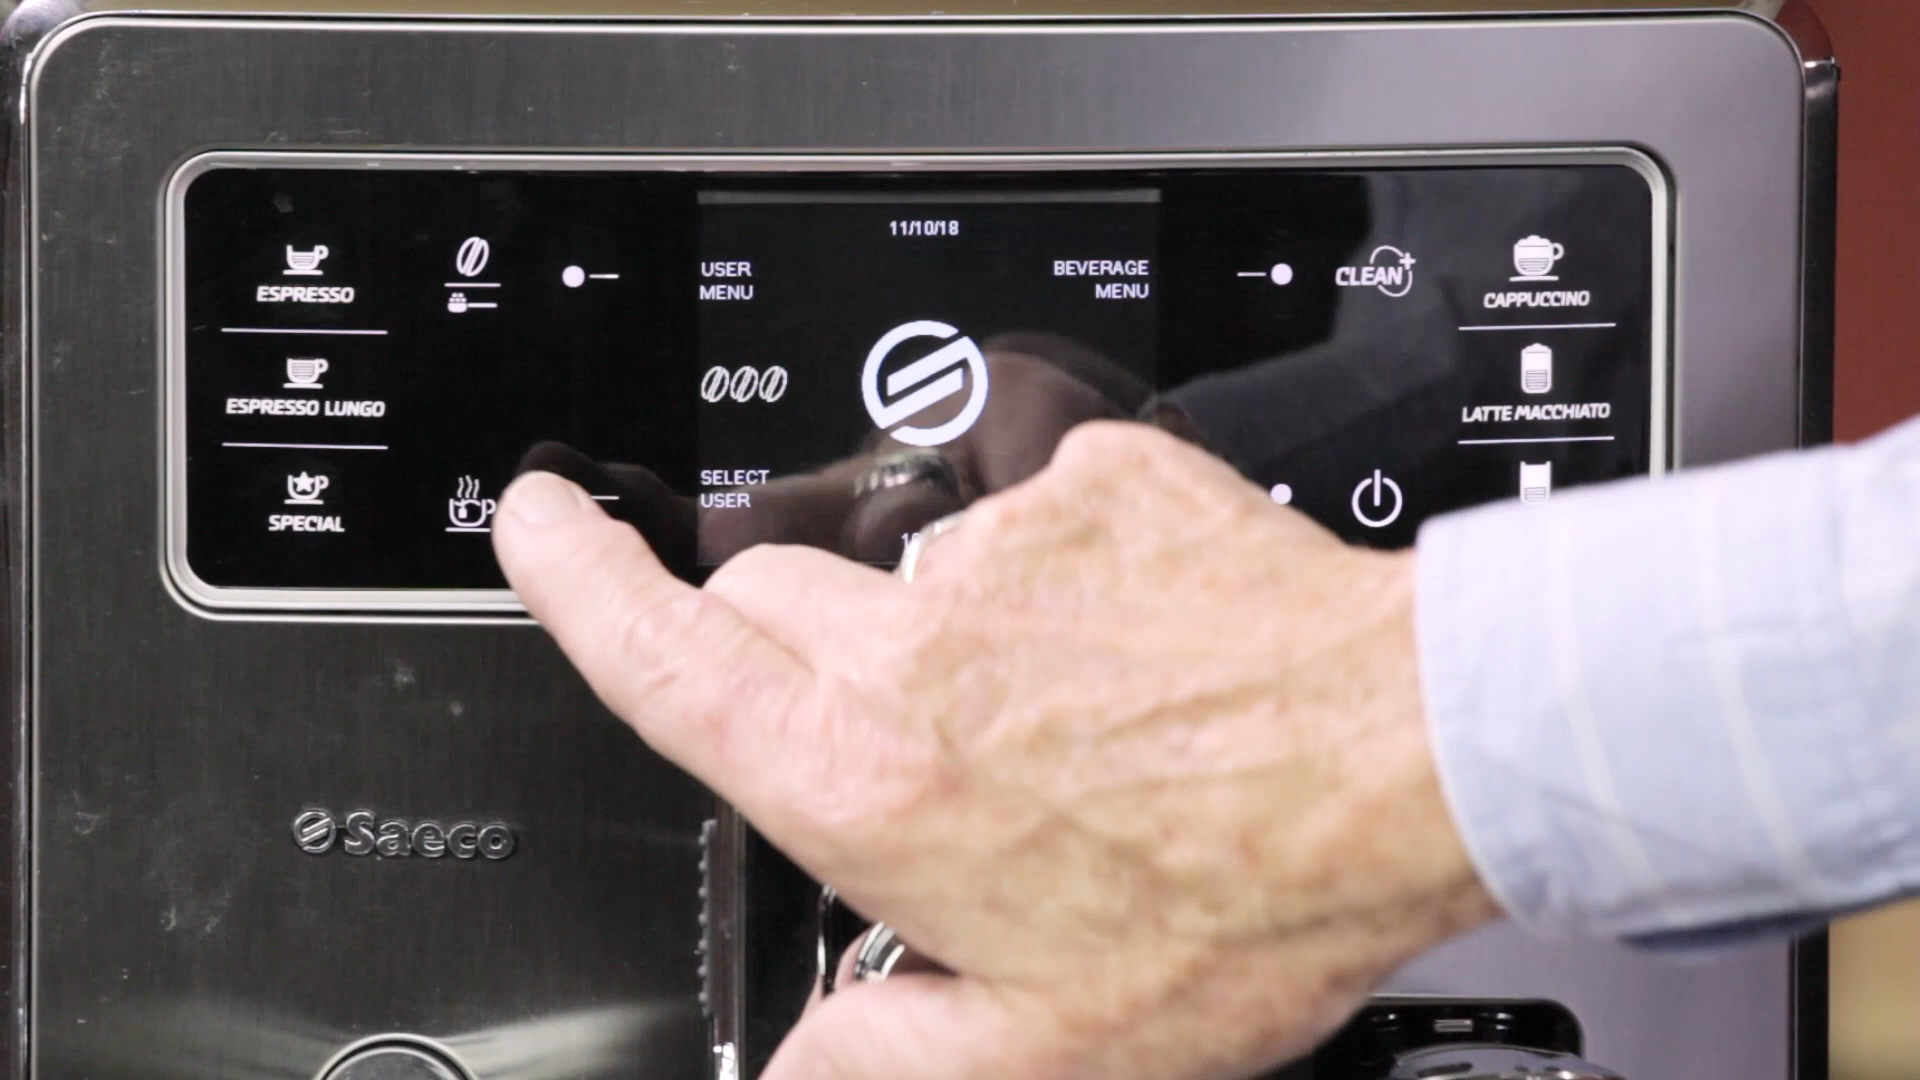 11/10/18
ESPRESSO
USER
MENU
BEVERAGE
MENU
CLEAN
CAPPUCCINO
ESPRESSO LUNGO
LATTE MACCHIATO
SPECIAL
SELECT
USER
Saeco